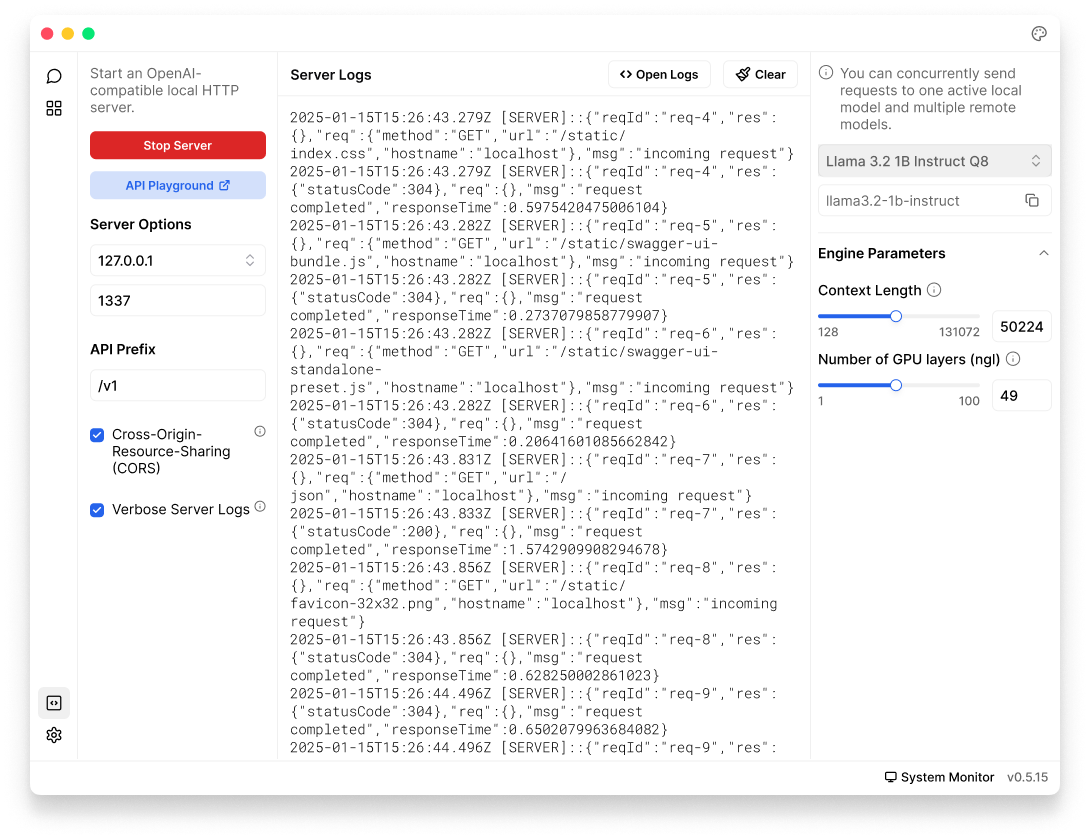 Start an OpenAI-
compatible local HTTP
server.
Stop Server
API Playground
Server Options
127.0.0.1
1337
API Prefix
/v1
Cross-Origin-
Resource-Sharing
(CORS)
Verbose Server Logs
Server Logs
Open Logs
Clear
2025-01-15T15:26:43.279Z [SERVER]::{"reqId":"req-4","res":
{},"req":{"method":"GET","url":"/static/
index.css","hostname":"localhost"},"msg":"incoming request"}
2025-01-15T15:26:43.279Z [SERVER]::{"reqId":"req-4","res":
{"statusCode":304},"req":{},"msg":"request
completed","responseTime":0.5975420475006104}
2025-01-15T15:26:43.282Z [SERVER]::{"reqId":"req-5","res":
{},"req":{"method":"GET","url":"/static/swagger-ui-
bundle.js","hostname":"localhost"},"msg":"incoming request"}
2025-01-15T15:26:43.282Z [SERVER]::{"reqId":"req-5","res":
{"statusCode":304},"req":{},"msg":"request
completed","responseTime":0.2737079858779907}
2025-01-15T15:26:43.282Z [SERVER]::{"reqId":"req-6","res":
{},"req":{"method":"GET","url":"/static/swagger-ui-
standalone-
preset.js","hostname":"localhost"},"msg":"incoming request"}
2025-01-15T15:26:43.282Z [SERVER]::{"reqId":"req-6","res":
{"statusCode":304},"req":{},"msg":"request
completed","responseTime":0.20641601085662842}
2025-01-15T15:26:43.831Z [SERVER]::{"reqId":"req-7","res":
{},"req":{"method":"GET","url":"/
json","hostname":"localhost"},"msg":"incoming request"}
2025-01-15T15:26:43.833Z [SERVER]::{"reqId":"req-7","res":
{"statusCode":200},"req":{},"msg":"request
completed","responseTime":1.5742909908294678}
2025-01-15T15:26:43.856Z [SERVER]::{"reqId":"req-8","res":
{},"req":{"method":"GET","url":"/static/
favicon-32x32.png","hostname":"localhost"},"msg":"incoming
request"}
2025-01-15T15:26:43.856Z [SERVER]::{"reqId":"req-8","res":
{"statusCode":304},"req":{},"msg":"request
completed","responseTime":0.628250002861023}
2025-01-15T15:26:44.496Z [SERVER]::{"reqId":"req-9","res":
{"statusCode":304},"req":{},"msg":"request
completed","responseTime":0.6502079963684082}
2025-01-15T15:26:44.496Z [SERVER]::{"reqId":"req-9","res":
You can concurrently send
requests to one active local
model and multiple remote
models.
Llama 3.2 1B Instruct Q8
llama3.2-1b-instruct
Engine Parameters
Context Length
128
131072
50224
Number of GPU layers (ngl)
1
100
49
System Monitor
v0.5.15